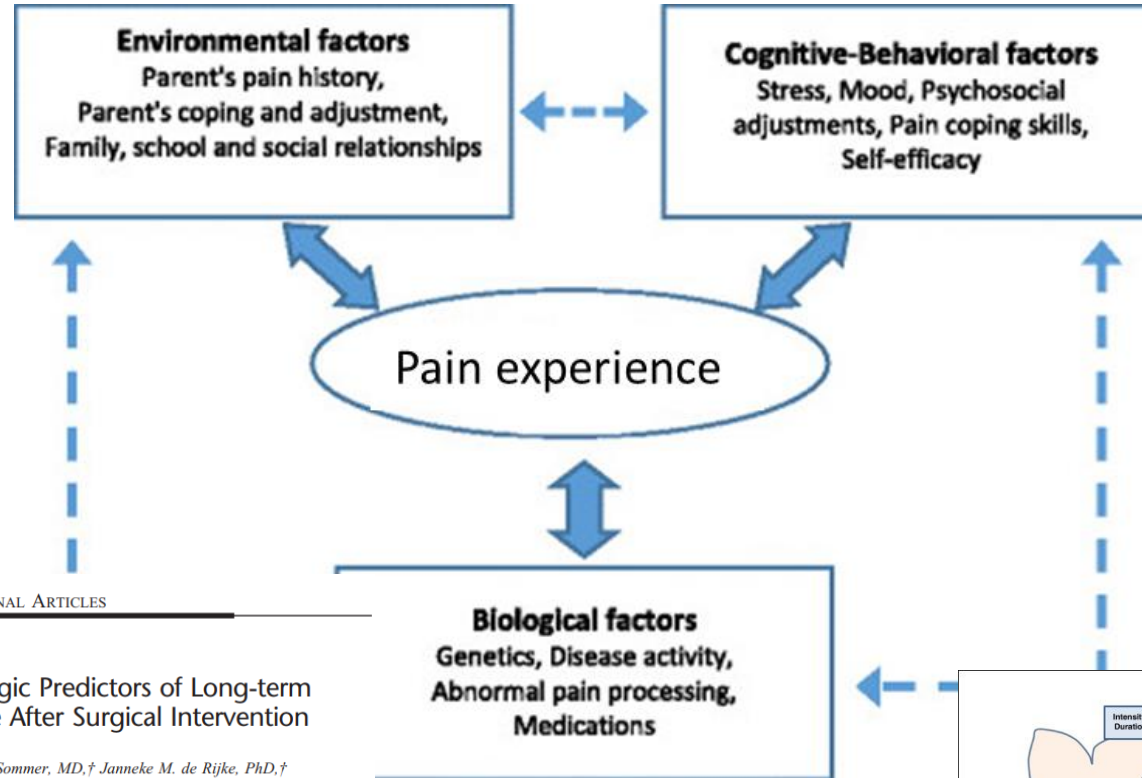 Environmental factors
Parent's pain history,
Parent's coping and adjustment,
Family, school and social relationships
Cognitive-Behavioral factors
Stress, Mood, Psychosocial
adjustments, Pain coping skills,
Self-efficacy
Pain experience
Biological factors
Genetics, Disease activity,
Abnormal pain processing,
Medications
ARTICLES
Predictors of Long-term
After Surgical Intervention
Sommer, MD,† Janneke M. de Rijke, PhD,†